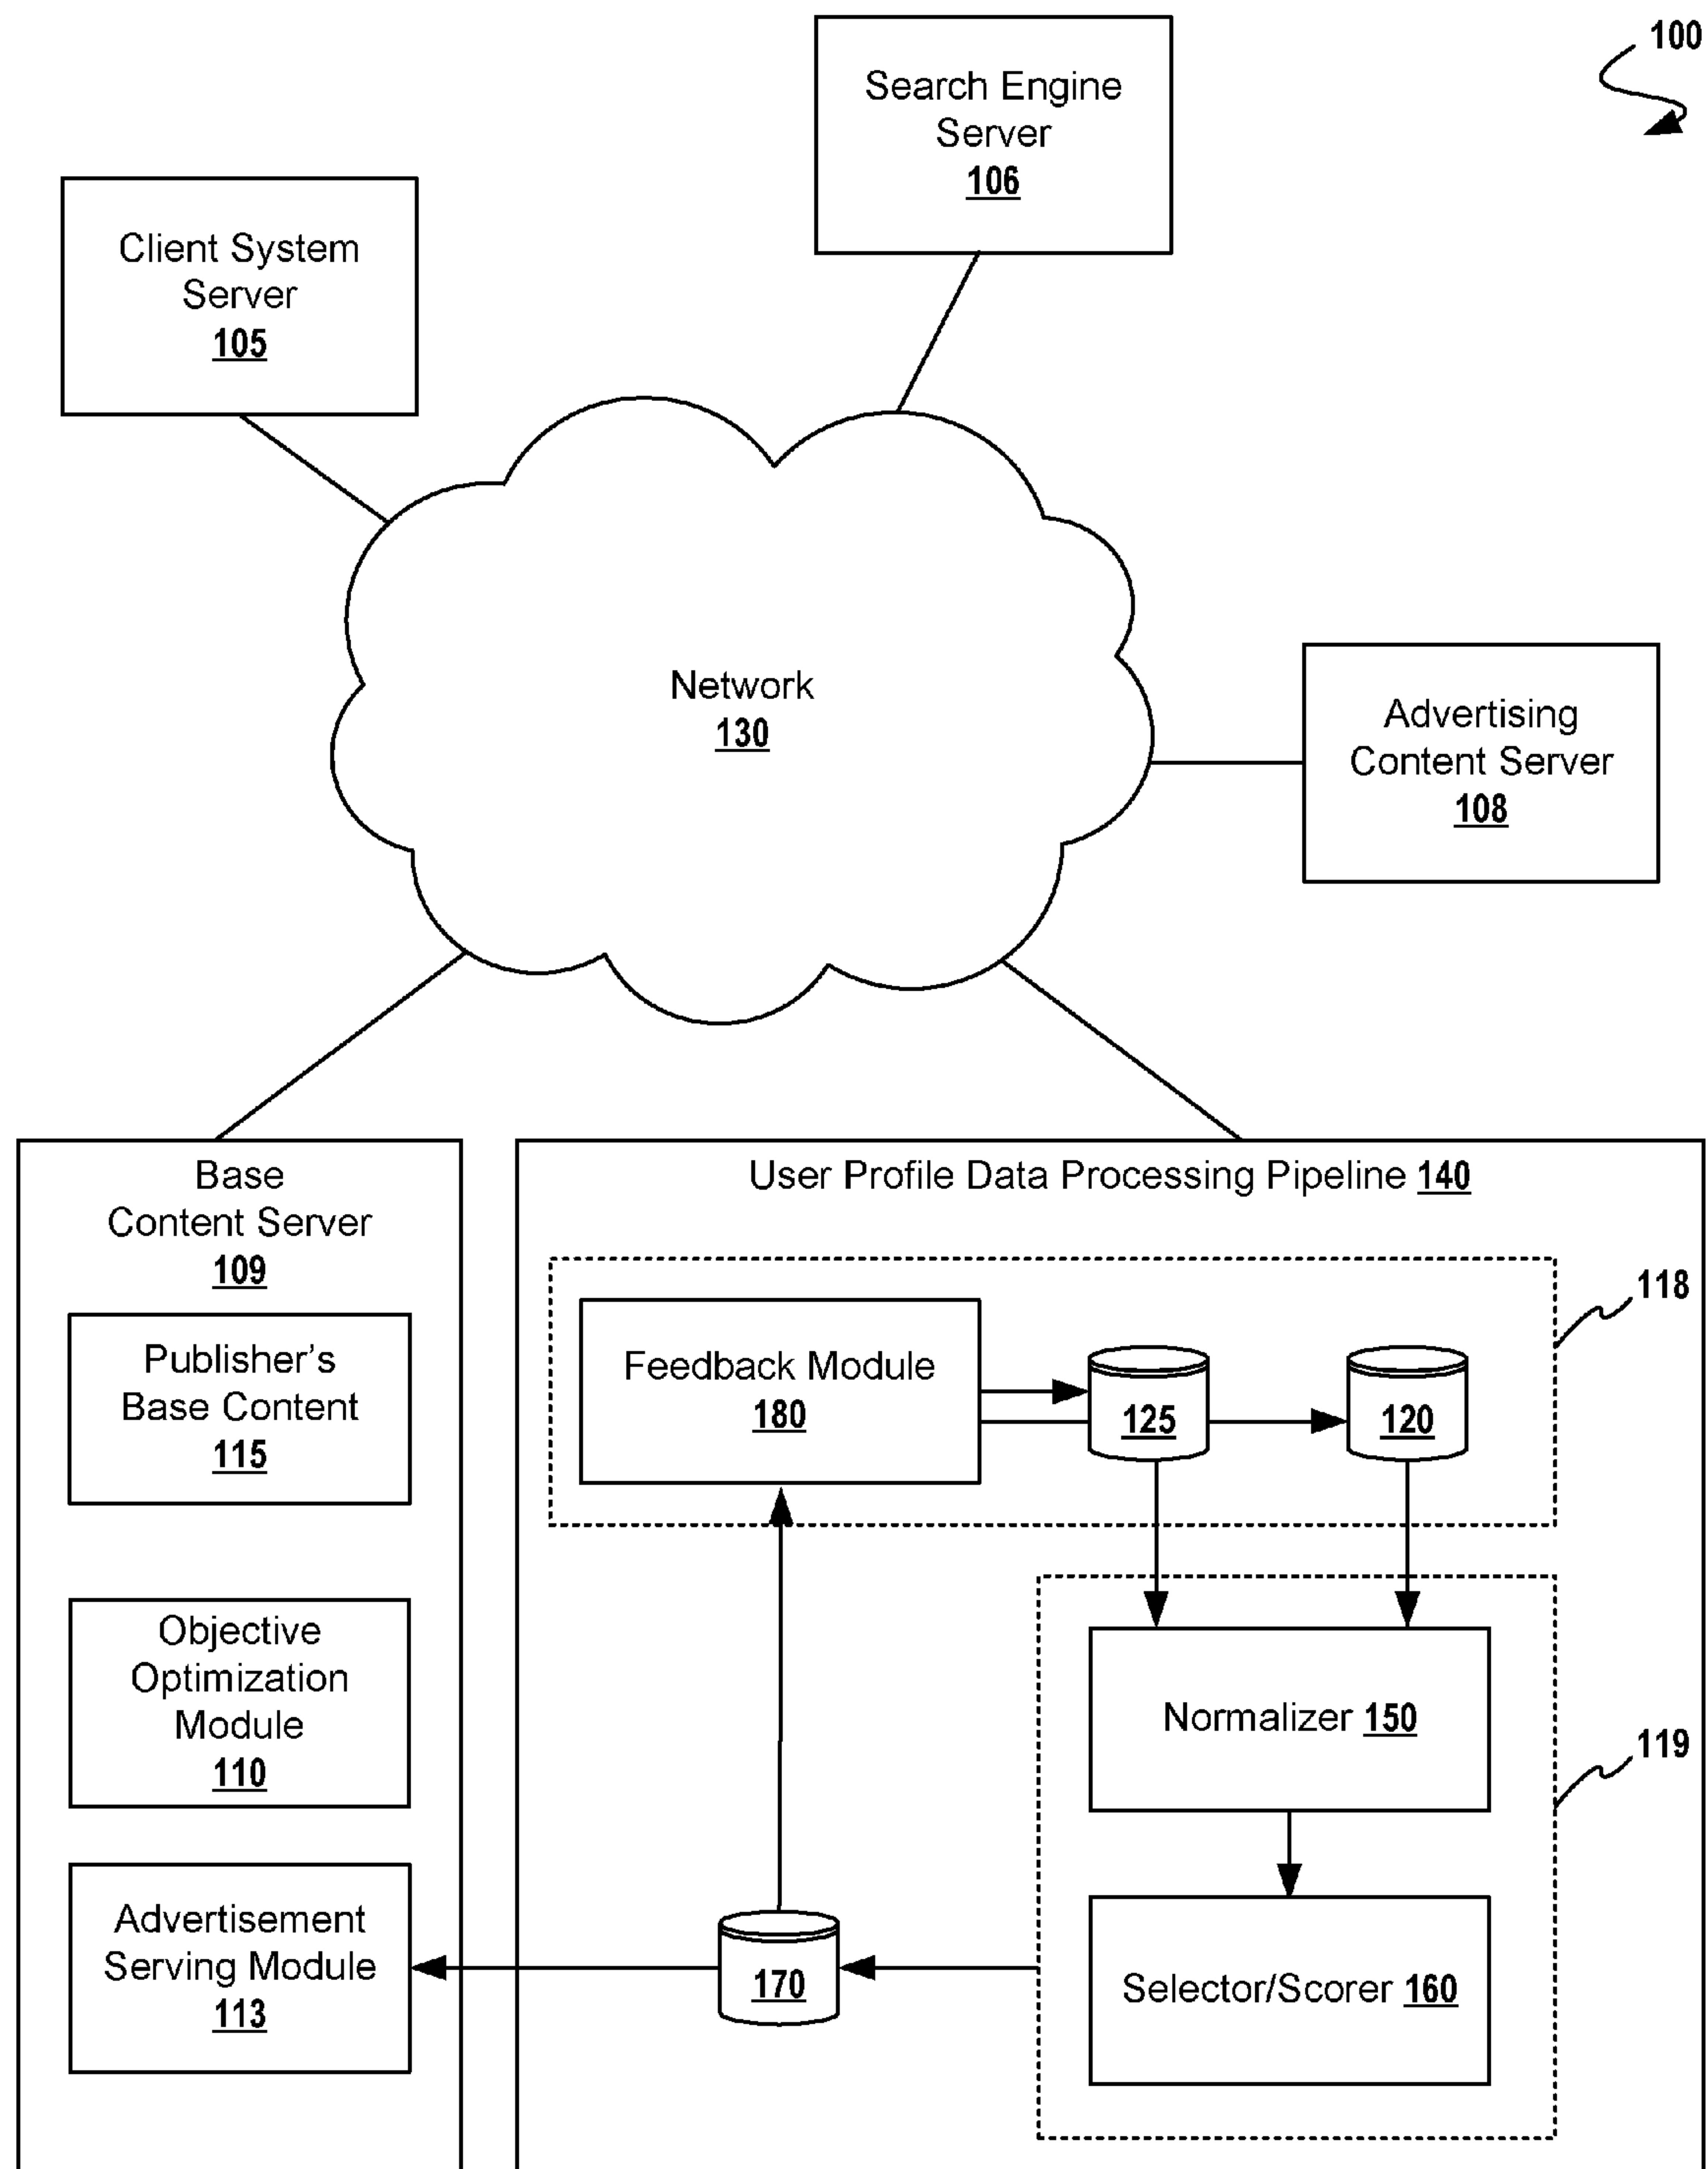 100
Search Engine
Server
106
Client System
Server
105
Network
130
Advertising
Content Server
108
Base
Content Server
109
Publisher's
Base Content
115
Objective
Optimization
Module
110
Advertisement
Serving Module
113
User Profile Data Processing Pipeline 140
118
Feedback Module
180
125
120
119
Normalizer 150
Selector/Scorer 160
170